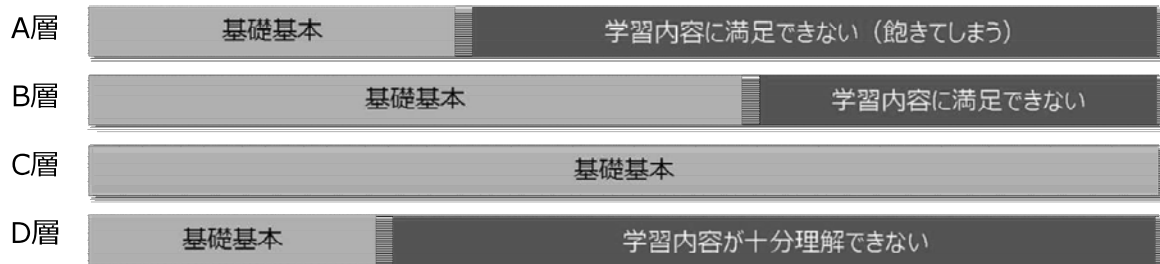 A層 基礎基本 学習内容に満足できない（飽きてしまう）
B層 基礎基本 学習内容に満足できない
C層 基礎基本
D層 基礎基本 学習内容が十分理解できない